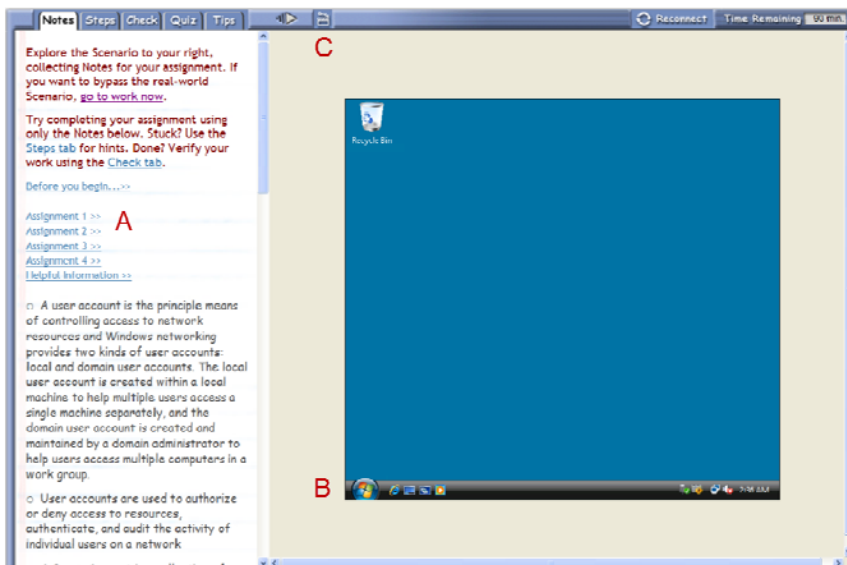 Notes Steps Check Quiz Tips Reconnect Time Remaining 90 min.
C
Explore the Scenario to your right,
collecting Notes for your assignment. If
you want to bypass the real-world
Scenario, go to work now.
Try completing your assignment using
only the Notes below. Stuck? Use the
Steps tab for hints. Done? Verify your
work using the Check tab.
Before you begin...>>
Assignment 1 >>
A
Assignment 2 >>
Assignment 3 >>
Assignment 4 >>
Helpful Information >>
o A user account is the principle means
of controlling access to network
resources and Windows networking
provides two kinds of user accounts:
local and domain user accounts. The local
user account is created within a local
machine to help multiple users access a
single machine separately, and the
domain user account is created and
maintained by a domain administrator to
help users access multiple computers in a
work group.
o User accounts are used to authorize
or deny access to resources,
authenticate, and audit the activity of
individual users on a network
Recycle Bin
B